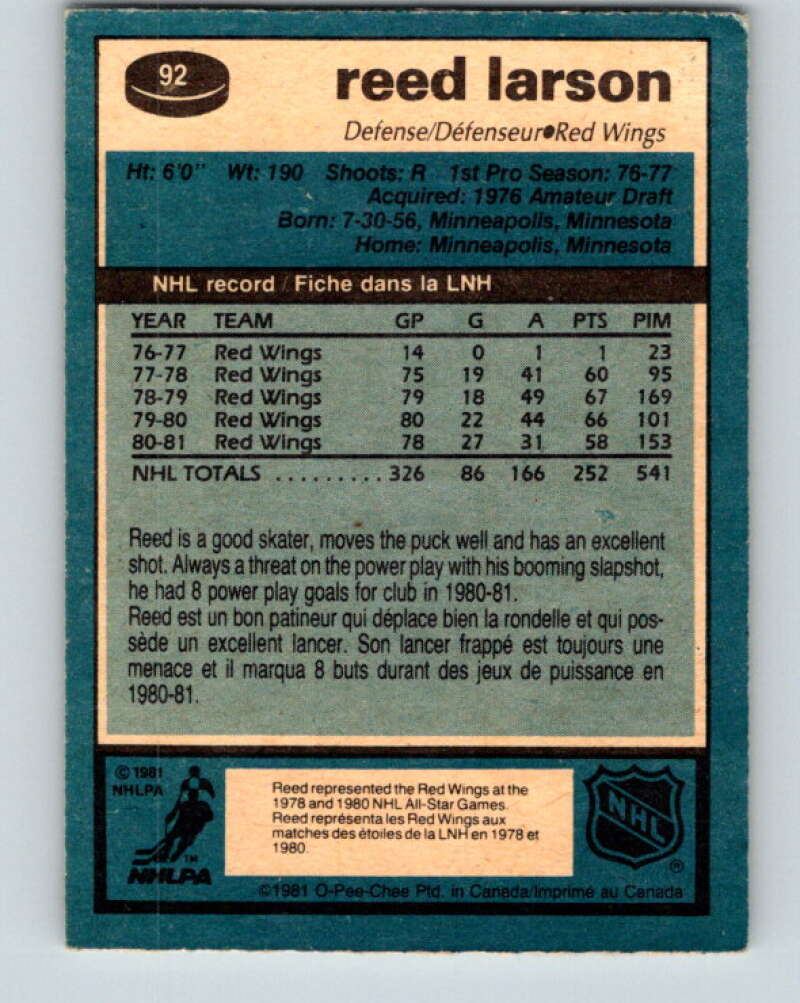 92
reed larson
Defense/Défenseur•Red Wings
Ht: 6'0" Wt: 190 Shoots: R 1st Pro Season: 76-77
Acquired: 1976 Amateur Draft
Born: 7-30-56, Minneapolis, Minnesota
Home: Minneapolis, Minnesota
NHL record / Fiche dans la LNH
YEAR TEAM GP G A PTS PIM
76-77 Red Wings 14 0 1 1 23
77-78 Red Wings 75 19 41 60 95
78-79 Red Wings 79 18 49 67 169
79-80 Red Wings 80 22 44 66 101
80-81 Red Wings 78 27 31 58 153
NHL TOTALS ......... 326 86 166 252 541
Reed is a good skater, moves the puck well and has an excellent
shot. Always a threat on the power play with his booming slapshot,
he had 8 power play goals for club in 1980-81.
Reed est un bon patineur qui déplace bien la rondelle et qui pos-
sède un excellent lancer. Son lancer frappé est toujours une
menace et il marqua 8 buts durant des jeux de puissance en
1980-81.
© 1981
NHLPA
TM
NHLPA
Reed represented the Red Wings at the
1978 and 1980 NHL All-Star Games.
Reed représenta les Red Wings aux
matches des étoiles de la LNH en 1978 et
1980.
NHL
®
©1981 O-Pee-Chee Ptd. in Canada/Imprimé au Canada